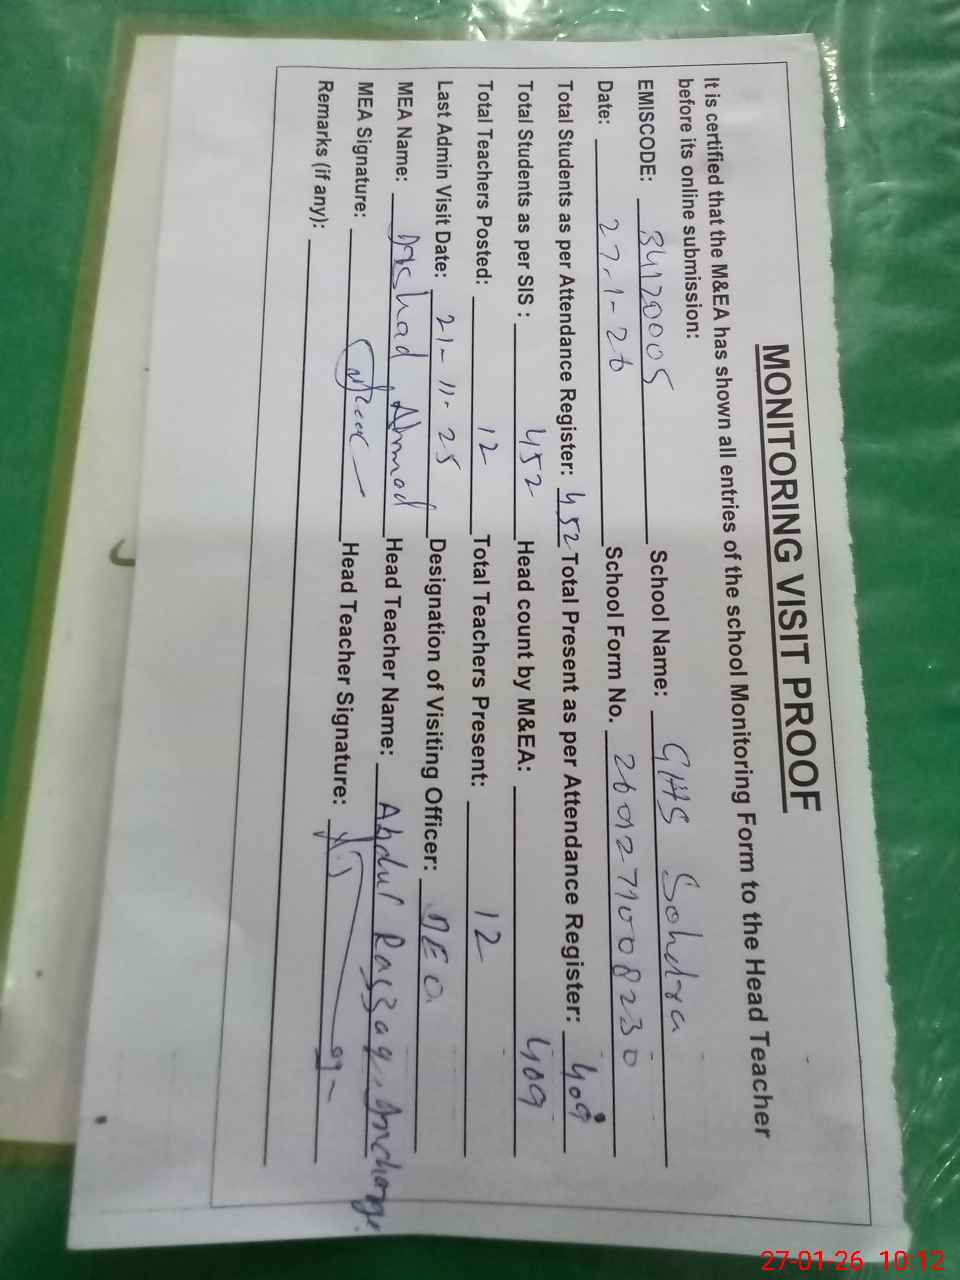 MONITORING VISIT PROOF
It is certified that the M&EA has shown all entries of the school Monitoring Form to the Head Teacher
before its online submission:
EMISCODE: 34120005 School Name: GHS Sohdra
Date: 27-1-26 School Form No. 2601271008230
Total Students as per Attendance Register: 452 Total Present as per Attendance Register: 409
Total Students as per SIS : 452 Head count by M&EA: 409
Total Teachers Posted: 12 Total Teachers Present: 12
Last Admin Visit Date: 21-11-25 Designation of Visiting Officer: DEO
MEA Name: Ahmad Head Teacher Name: Abdul Razzaq. Incharge.
MEA Signature: Head Teacher Signature:
Remarks (if any):
27-01-26 10:12